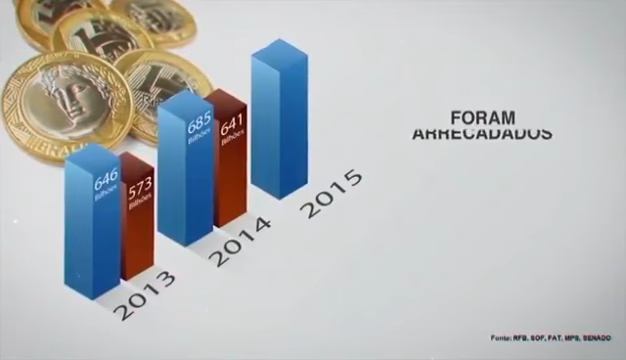 646
Bilhões
573
Bilhões
2013
685
Bilhões
641
Bilhões
2014
2015
FORAM
ARRECADADOS
Fonte: RFB, SOF, FAT, MPS, SENADO